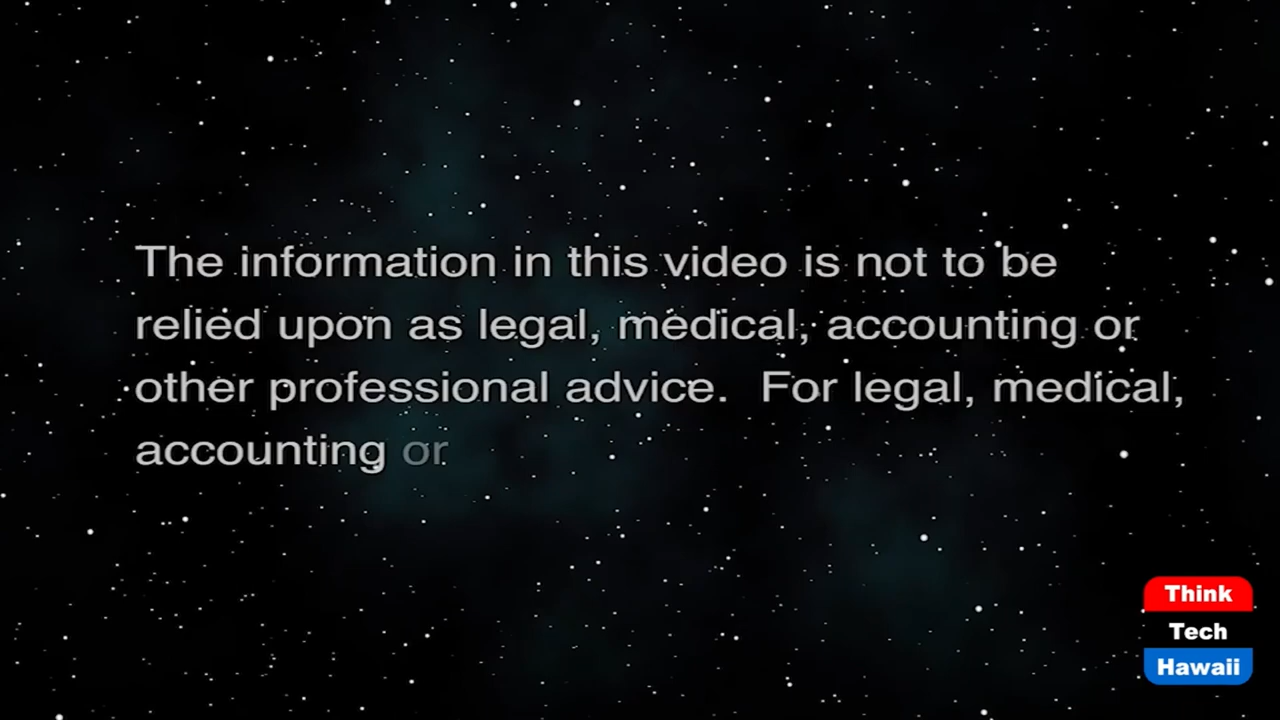 The information in this video is not to be
relied upon as legal, medical, accounting or
other professional advice.  For legal, medical,
accounting or
Think
Tech
Hawaii